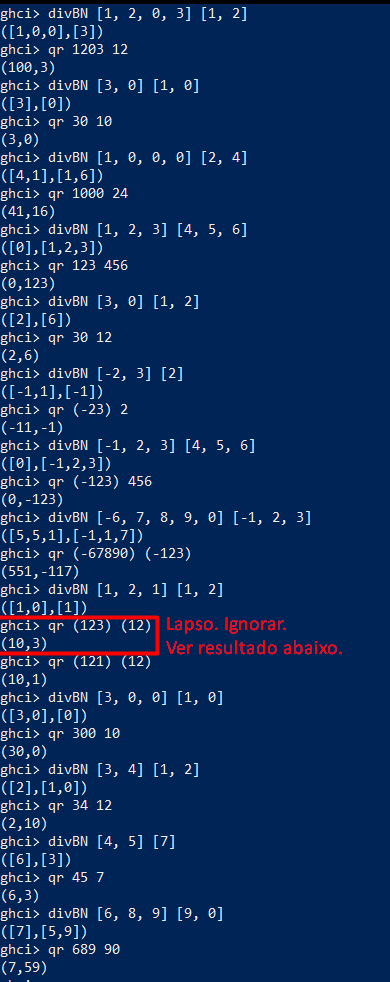 ghci> divBN [1, 2, 0, 3] [1, 2]
([1,0,0],[3])
ghci> qr 1203 12
(100,3)
ghci> divBN [3, 0] [1, 0]
([3],[0])
ghci> qr 30 10
(3,0)
ghci> divBN [1, 0, 0, 0] [2, 4]
([4,1],[1,6])
ghci> qr 1000 24
(41,16)
ghci> divBN [1, 2, 3] [4, 5, 6]
([0],[1,2,3])
ghci> qr 123 456
(0,123)
ghci> divBN [3, 0] [1, 2]
([2],[6])
ghci> qr 30 12
(2,6)
ghci> divBN [-2, 3] [2]
([-1,1],[-1])
ghci> qr (-23) 2
(-11,-1)
ghci> divBN [-1, 2, 3] [4, 5, 6]
([0],[-1,2,3])
ghci> qr (-123) 456
(0,-123)
ghci> divBN [-6, 7, 8, 9, 0] [-1, 2, 3]
([5,5,1],[-1,1,7])
ghci> qr (-67890) (-123)
(551,-117)
ghci> divBN [1, 2, 1] [1, 2]
([1,0],[1])
ghci> qr (123) (12) Lapso. Ignorar.
(10,3) Ver resultado abaixo.
ghci> qr (121) (12)
(10,1)
ghci> divBN [3, 0, 0] [1, 0]
([3,0],[0])
ghci> qr 300 10
(30,0)
ghci> divBN [3, 4] [1, 2]
([2],[1,0])
ghci> qr 34 12
(2,10)
ghci> divBN [4, 5] [7]
([6],[3])
ghci> qr 45 7
(6,3)
ghci> divBN [6, 8, 9] [9, 0]
([7],[5,9])
ghci> qr 689 90
(7,59)